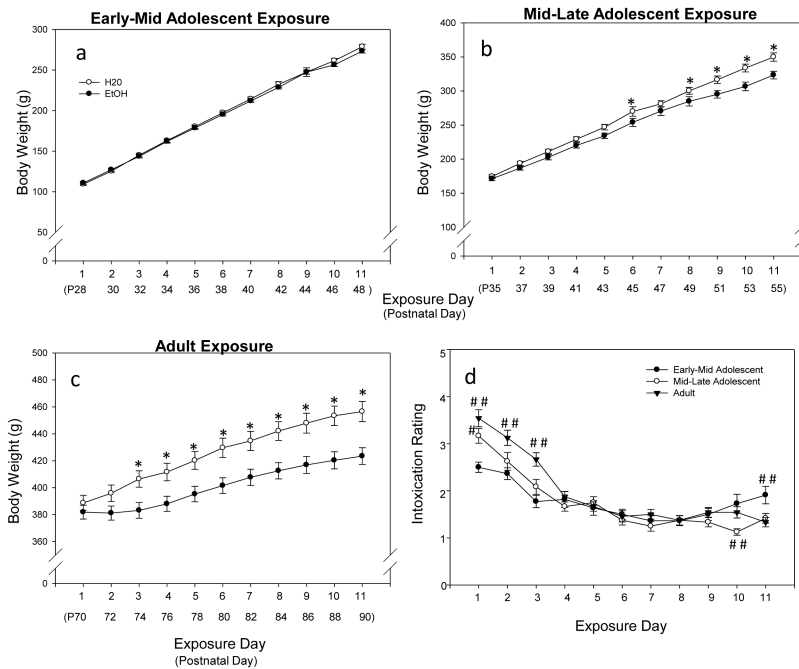 Early-Mid Adolescent Exposure
a
H20
EtOH
Body Weight (g)
300
250
200
150
100
50
0
1 2 3 4 5 6 7 8 9 10 11
(P28 30 32 34 36 38 40 42 44 46 48 )
Mid-Late Adolescent Exposure
b
Body Weight (g)
400
350
300
250
200
150
100
0
* * * * *
1 2 3 4 5 6 7 8 9 10 11
(P35 37 39 41 43 45 47 49 51 53 55)
Exposure Day
(Postnatal Day)
Adult Exposure
c
Body Weight (g)
500
480
460
440
420
400
380
360
0
* * * * * * * * *
1 2 3 4 5 6 7 8 9 10 11
(P70 72 74 76 78 80 82 84 86 88 90)
Exposure Day
(Postnatal Day)
d
Early-Mid Adolescent
Mid-Late Adolescent
Adult
Intoxication Rating
5
4
3
2
1
0
# #
#
# #
# #
# #
# #
1 2 3 4 5 6 7 8 9 10 11
Exposure Day